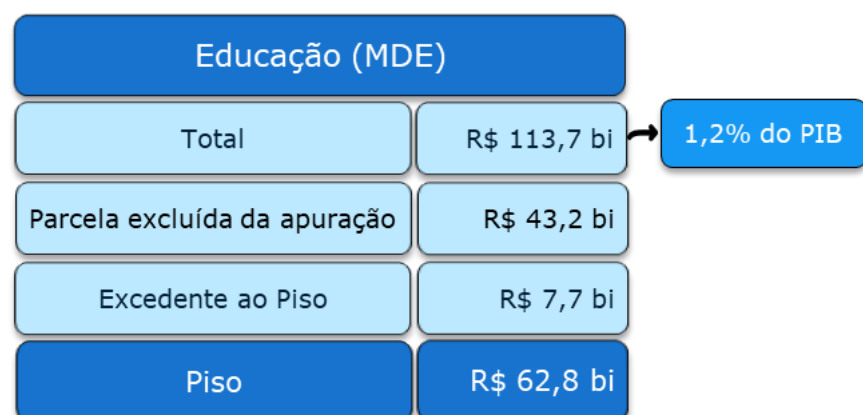 Educação (MDE)
Total R$ 113,7 bi 1,2% do PIB
Parcela excluída da apuração R$ 43,2 bi
Excedente ao Piso R$ 7,7 bi
Piso R$ 62,8 bi